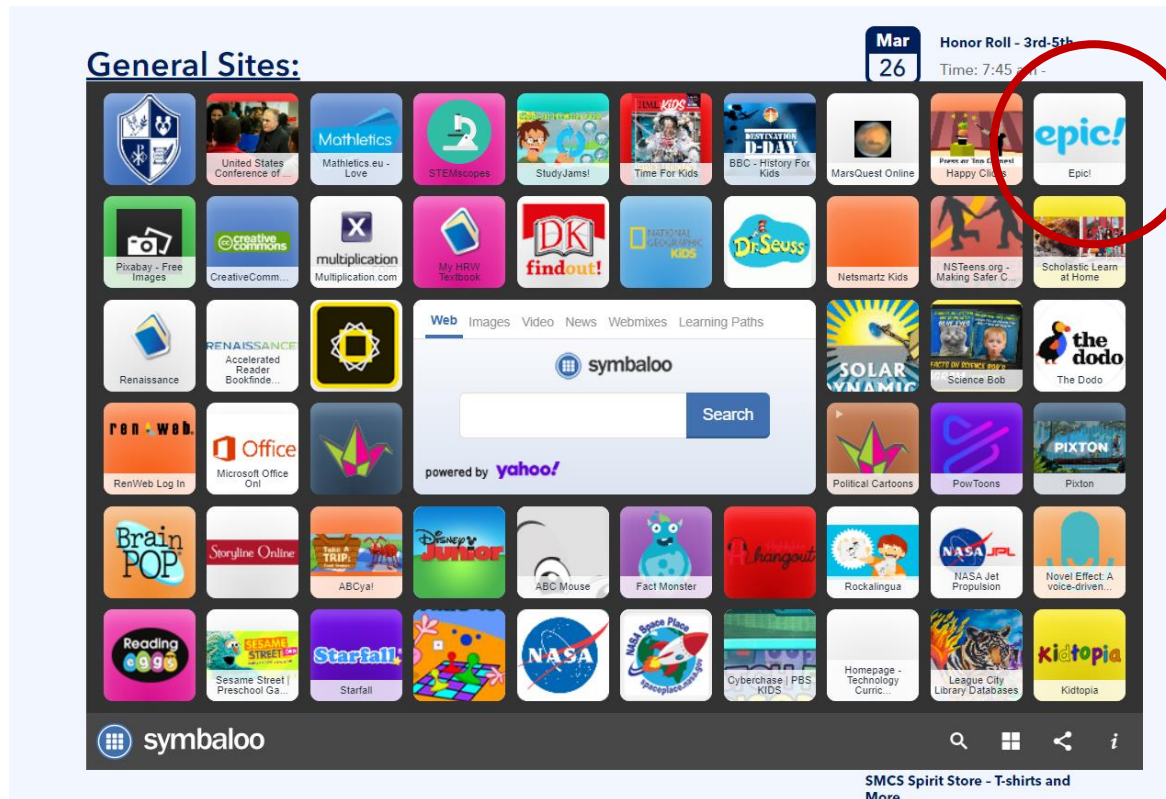 General Sites:
Mar
26
Honor Roll - 3rd-5th
Time: 7:45 am -
United States
Conference of ...
Mathletics
Mathletics.eu -
Love
STEMscopes
StudyJams!
TIME KIDS
Time For Kids
DESTINATION
D-DAY
BBC - History For
Kids
MarsQuest Online
Happy Clicks
epic!
Epic!
Pixabay - Free
Images
cc creative
commons
CreativeComm...
X
multiplication
Multiplication.com
My HRW
Textbook
DK
findout!
NATIONAL
GEOGRAPHIC
KIDS
Dr. Seuss
Netsmartz Kids
NSTeens.org -
Making Safer C...
Scholastic Learn
at Home
Renaissance
RENAISSANCE
Accelerated
Reader
Bookfinde...
Web Images Video News Webmixes Learning Paths
symbaloo
Search
powered by yahoo!
SOLAR
DYNAMIC
Science Bob
the
dodo
The Dodo
ren web.
RenWeb Log In
Office
Microsoft Office
Onl
Political Cartoons
PowToons
PIXTON
Pixton
Brain
POP
Storyline Online
TAKE A
TRIP:
ABCya!
Disney
Junior
ABC Mouse
Fact Monster
hangout
Rockalingua
NASA JPL
NASA Jet
Propulsion
Novel Effect: A
voice-driven...
Reading
eggs
SESAME
STREET
Sesame Street |
Preschool Ga...
Starfall
Starfall
NASA
NASA Space Place
spaceplace.nasa.gov
Cyberchase | PBS
KIDS
Homepage -
Technology
Curric...
League City
Library Databases
Kidtopia
Kidtopia
symbaloo
i
SMCS Spirit Store - T-shirts and
More